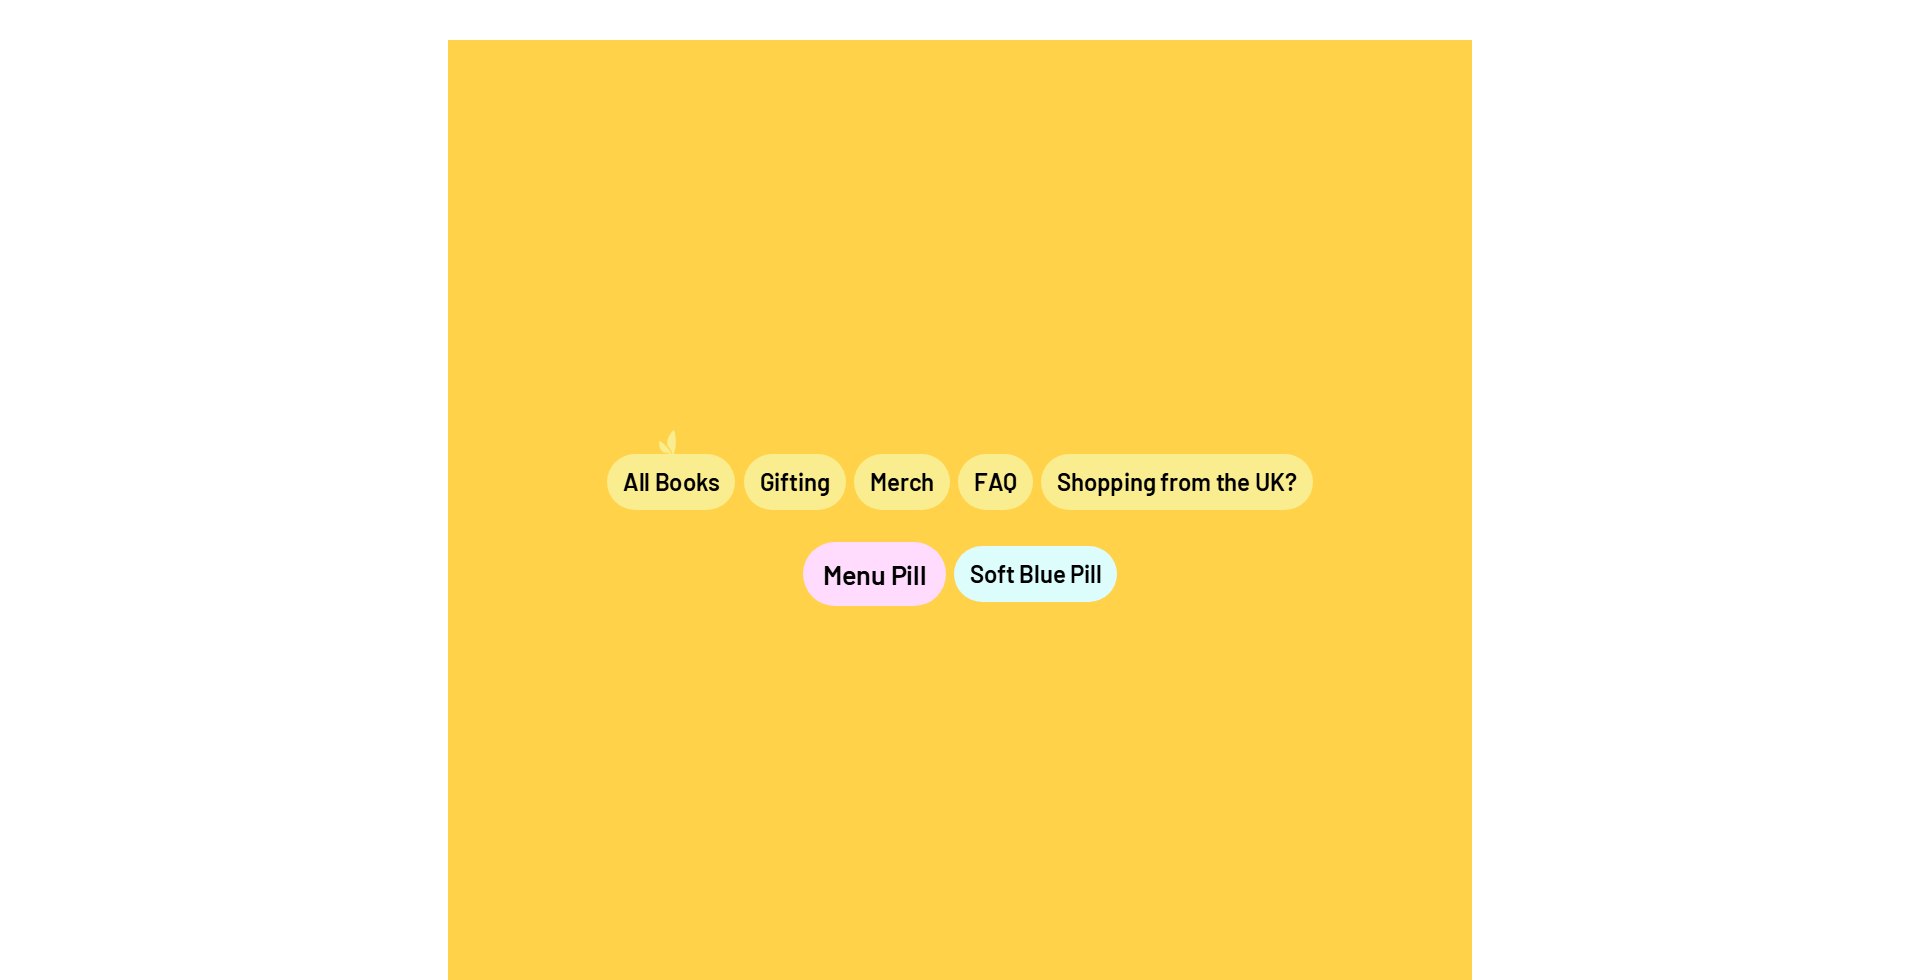 All Books Gifting Merch FAQ Shopping from the UK?
Menu Pill Soft Blue Pill